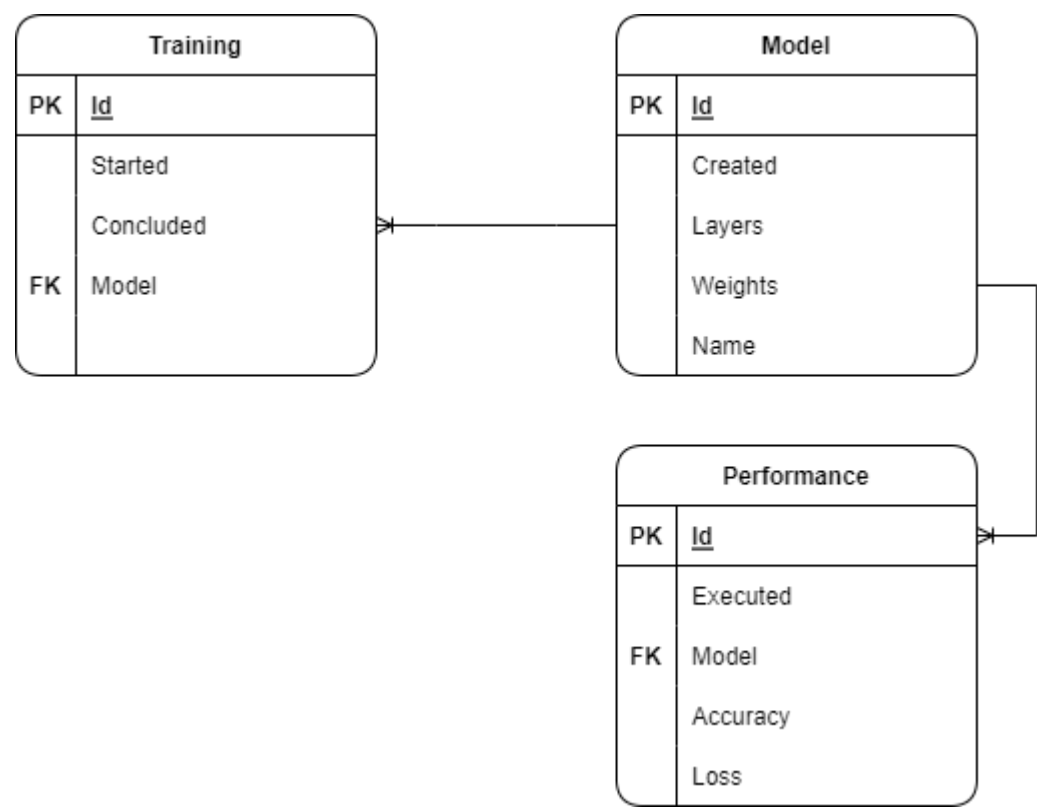 Training
PK Id
Started
Concluded
FK Model
Model
PK Id
Created
Layers
Weights
Name
Performance
PK Id
Executed
FK Model
Accuracy
Loss